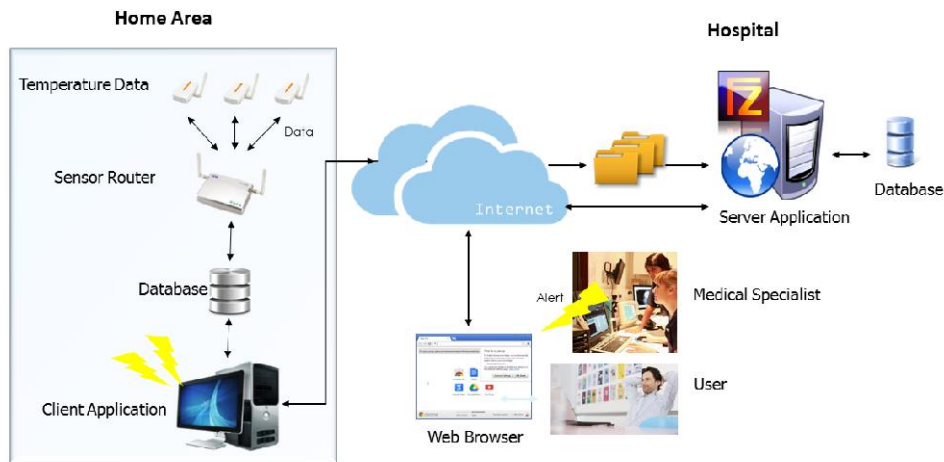 Home Area
Hospital
Temperature Data
Data
Sensor Router
Internet
Server Application
Database
Database
Alert
Medical Specialist
User
Client Application
Web Browser